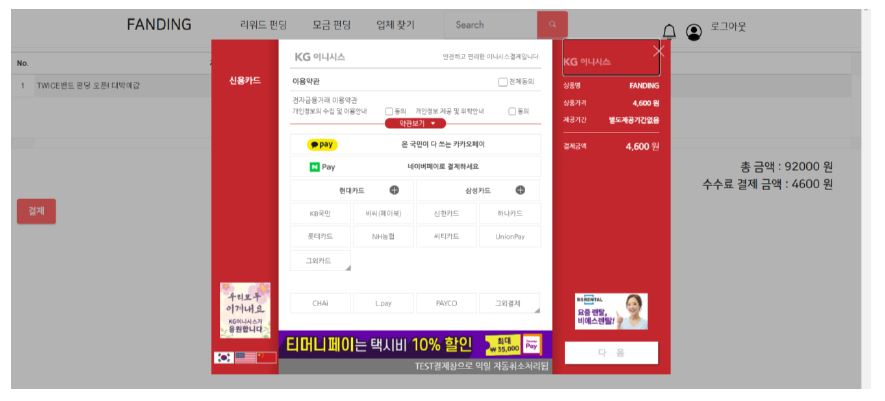 FANDING
리워드 펀딩 모금 펀딩 업체 찾기 Search 로그아웃
No.
1 TWICE밴드 펀딩 오픈! 대박예감
신용카드
KG 이니시스 안전하고 편리한 이니시스결제입니다
이용약관 전체동의
전자금융거래 이용약관
개인정보의 수집 및 이용안내 동의 개인정보 제공 및 위탁안내 동의
약관보기
pay 온 국민이 다 쓰는 카카오페이
N Pay 네이버페이로 결제하세요
현대카드 삼성카드
KB국민 비씨(페이북) 신한카드 하나카드
롯데카드 NH농협 씨티카드 UnionPay
그외카드
CHAi L.pay PAYCO 그외결제
우리모두
이겨내요
KG이니시스가
응원합니다
티머니페이는 택시비 10% 할인 최대 ₩35,000 Pay
TEST결제창으로 익일 자동취소처리됩
KG 이니시스
상품명 FANDING
상품가격 4,600 원
제공기간 별도제공기간없음
결제금액 4,600 원
BS RENTAL
요즘 렌탈,
비에스렌탈!
다 음
총 금액 : 92000 원
수수료 결제 금액 : 4600 원
결제